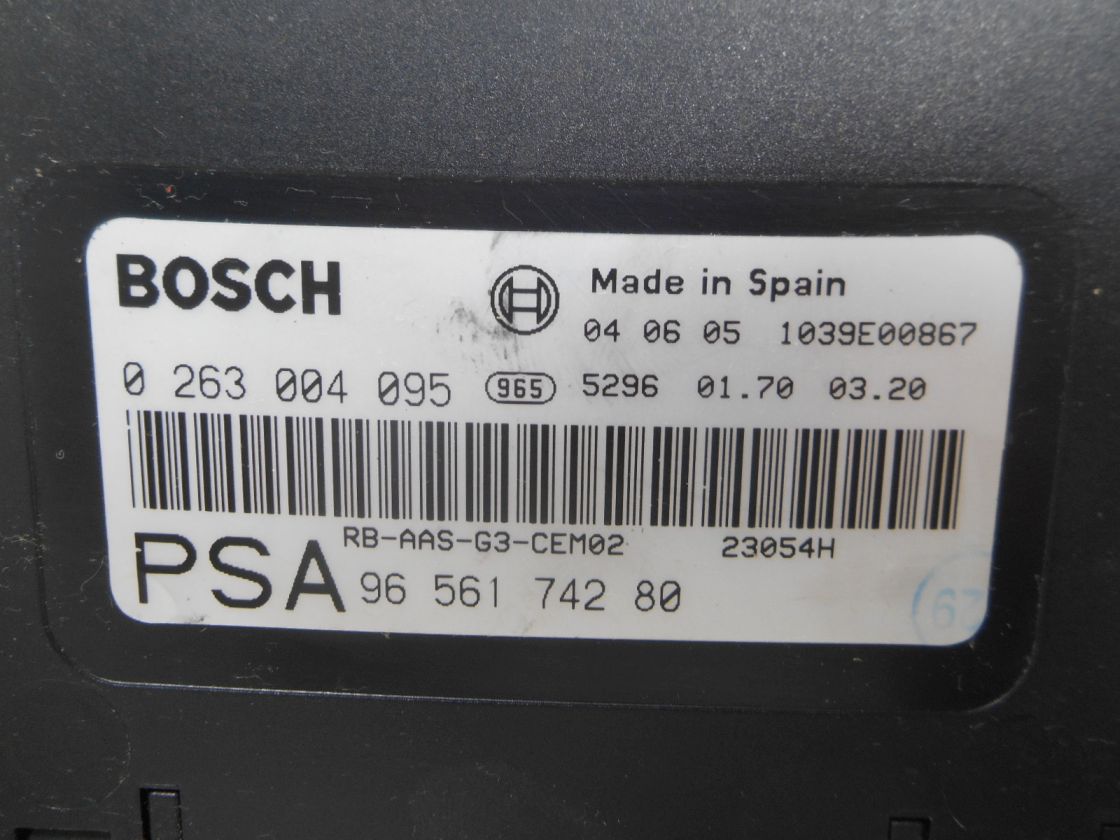 BOSCH
Made in Spain
04 06 05 1039E00867
0 263 004 095 965 5296 01.70 03.20
RB-AAS-G3-CEM02 23054H
PSA 96 561 742 80
67